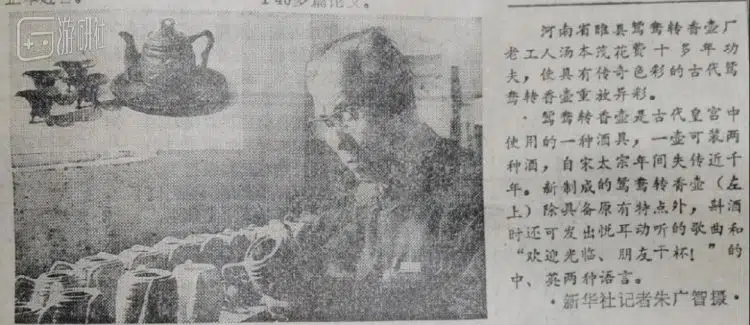 游研社
140多篇论文。
河南省睢县鸳鸯转香壶厂
老工人汤本茂花费十多年功
夫，使具有传奇色彩的古代鸳
鸯转香壶重放异彩。
鸳鸯转香壶是古代皇宫中
使用的一种酒具，一壶可装两
种酒，自宋太宗年间失传近千
年。新制成的鸳鸯转香壶（左
上）除具备原有特点外，斟酒
时还可发出悦耳动听的歌曲和
“欢迎光临、朋友干杯！”的
中、英两种语言。
·新华社记者朱广智摄·